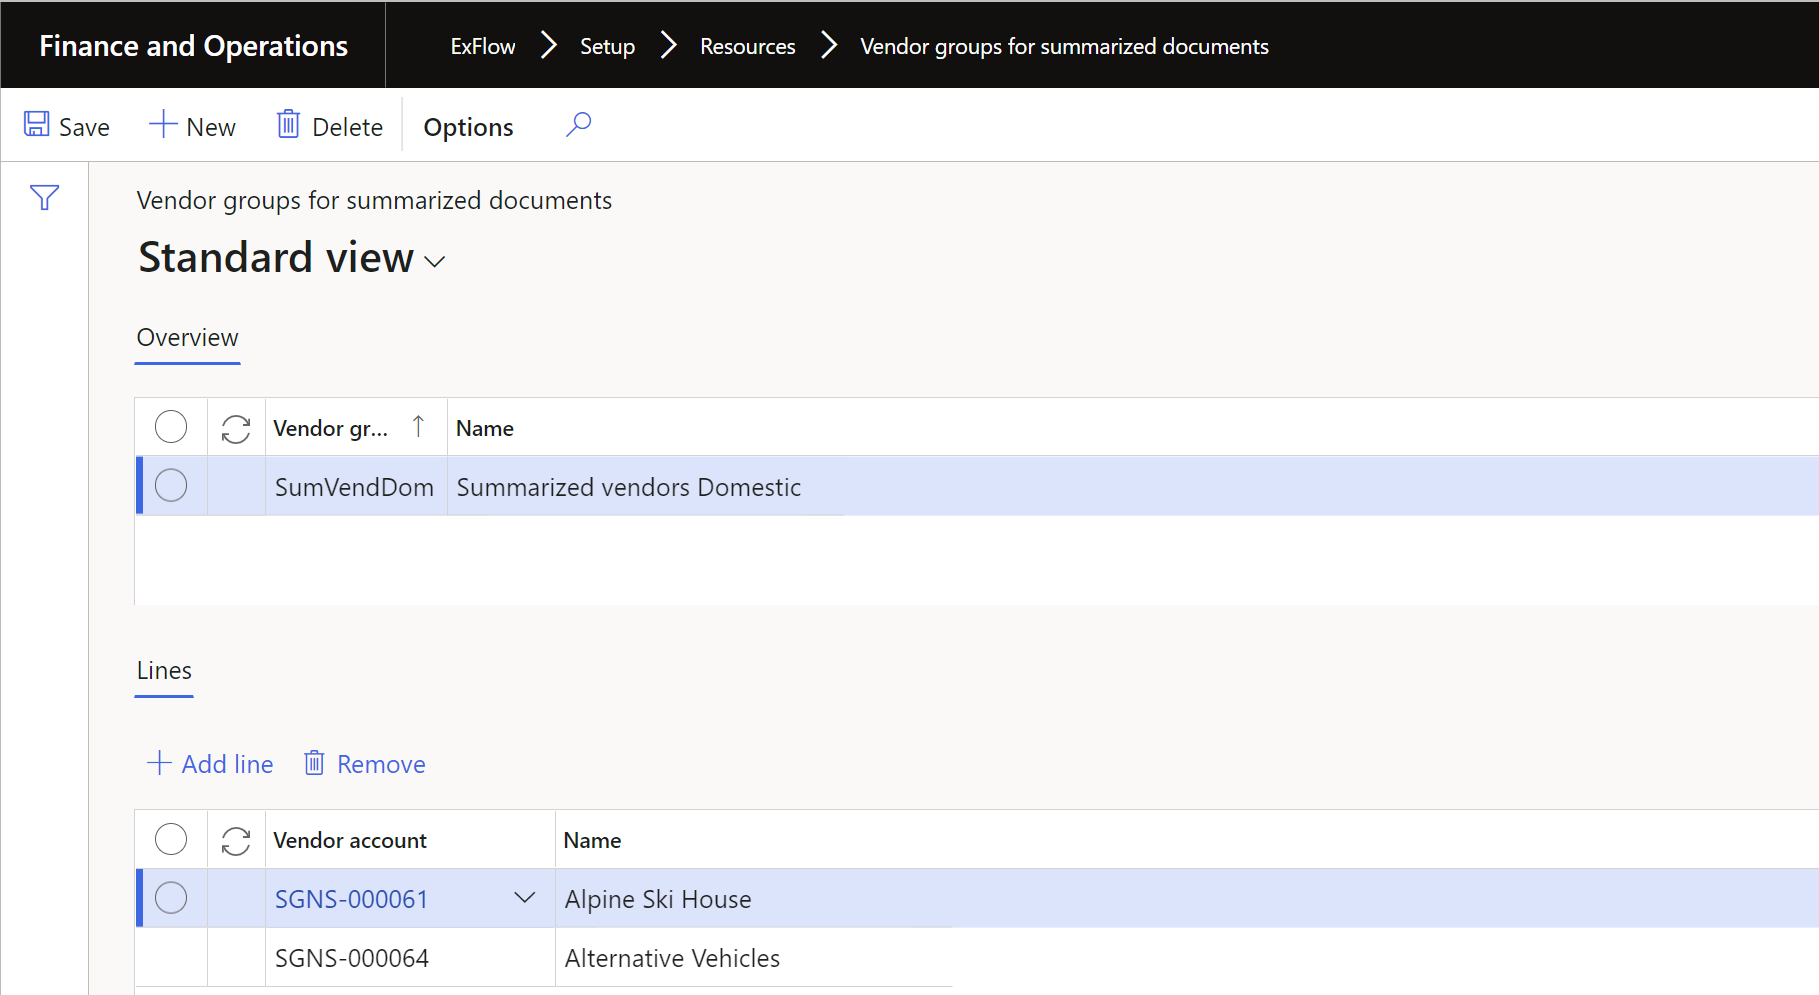 Finance and Operations
ExFlow Setup Resources Vendor groups for summarized documents
Save New Delete Options
Vendor groups for summarized documents
Standard view
Overview
Vendor gr... Name
SumVendDom Summarized vendors Domestic
Lines
Add line Remove
Vendor account Name
SGNS-000061 Alpine Ski House
SGNS-000064 Alternative Vehicles